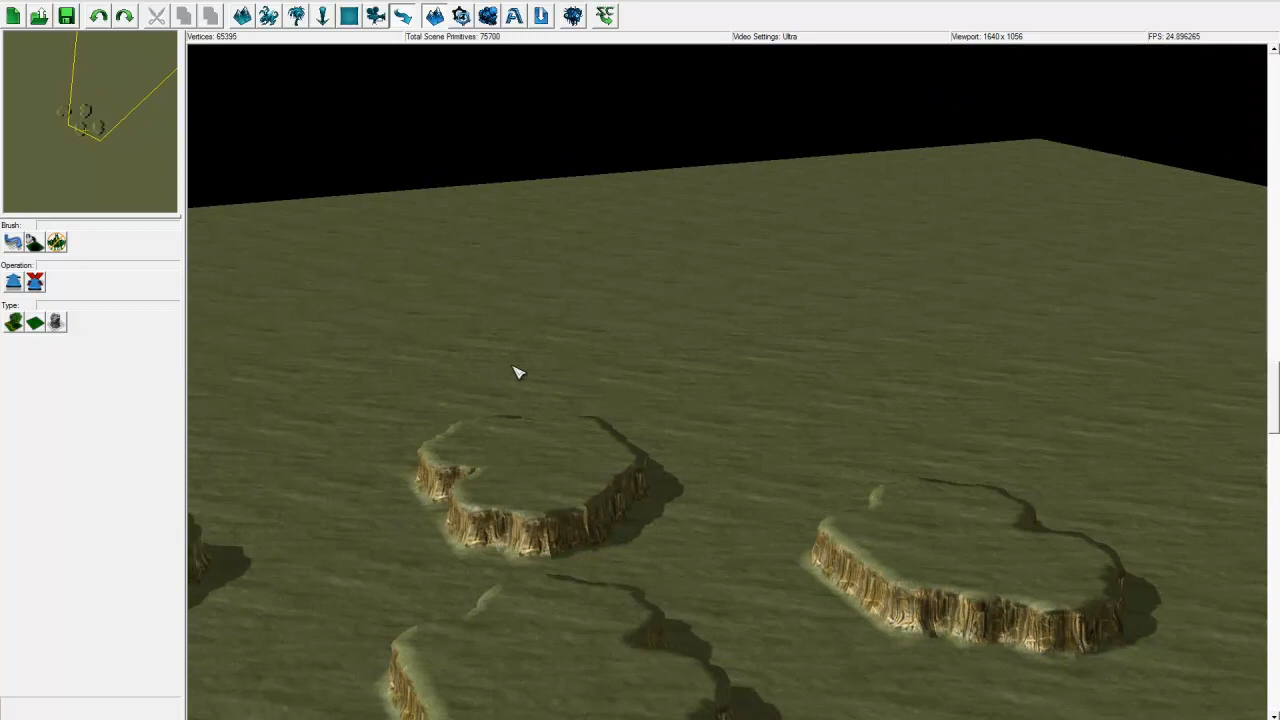 Vertices: 65395 Total Scene Primitives: 75700 Video Settings: Ultra Viewport: 1640 x 1056 FPS: 24.896265
Brush:
Operation:
Type: